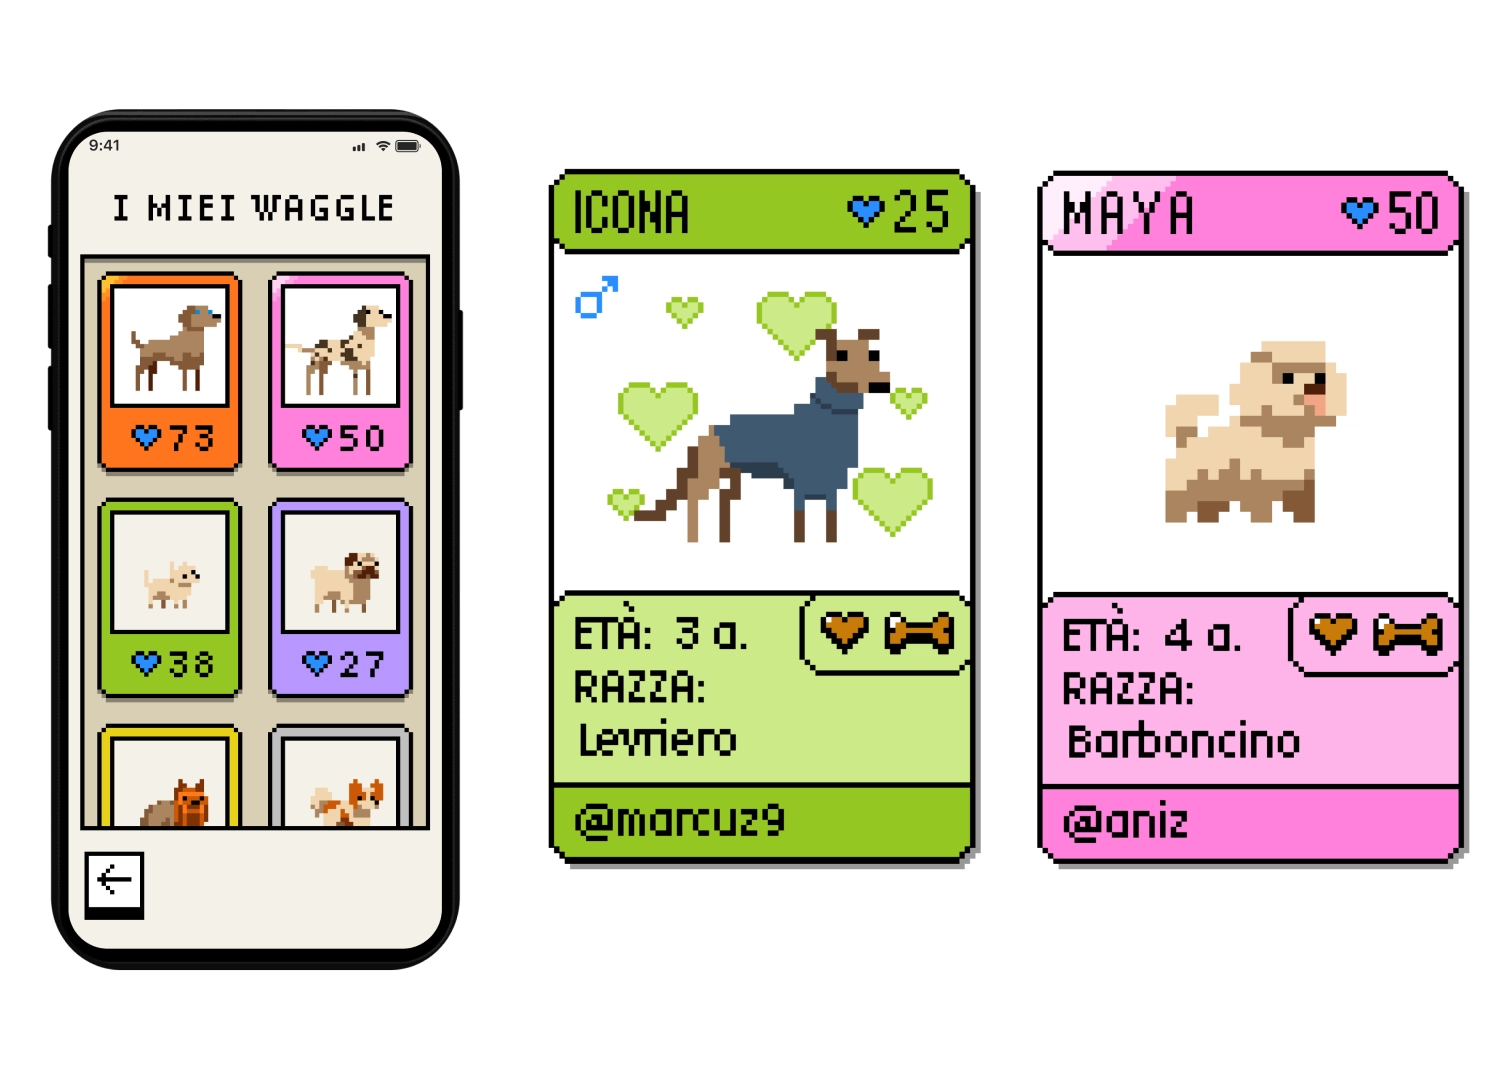 9:41
I MIEI WAGGLE
73
50
38
27
ICONA 25
ETÀ: 3 a.
RAZZA:
Levriero
@marcuz9
MAYA 50
ETÀ: 4 a.
RAZZA:
Barboncino
@aniz